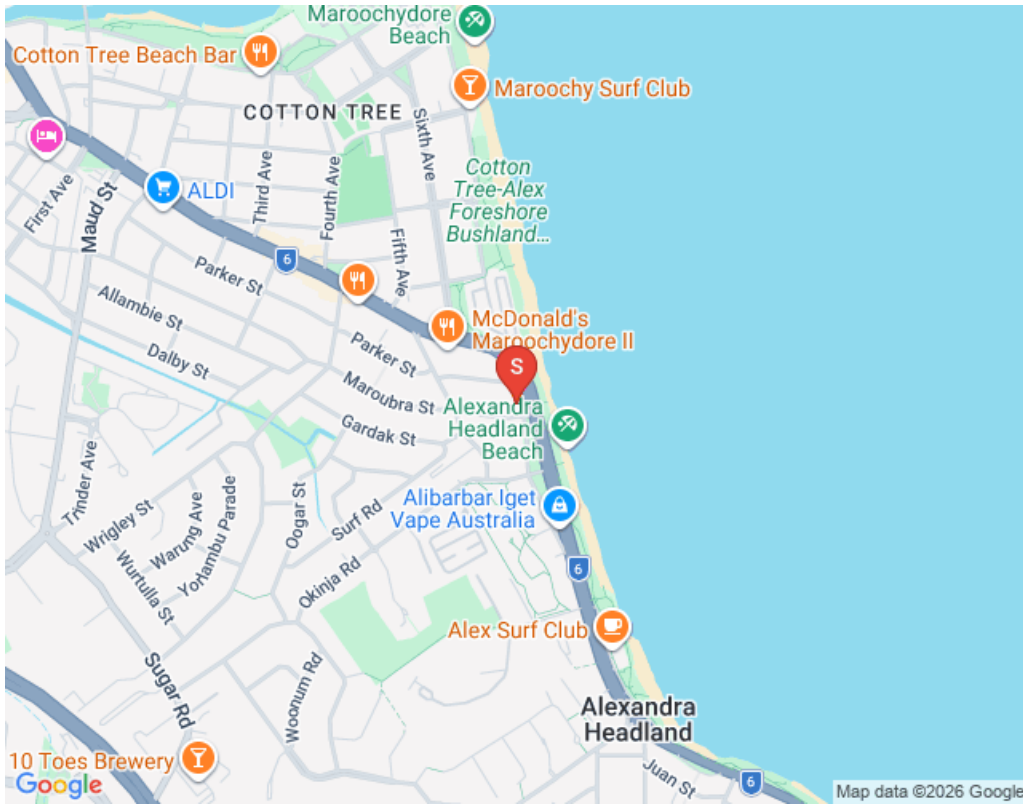 Maroochydore
Beach
Cotton Tree Beach Bar
Maroochy Surf Club
COTTON TREE
Sixth Ave
Cotton
Tree-Alex
Foreshore
Bushland...
First Ave
Maud St
ALDI
Third Ave
Fourth Ave
Fifth Ave
6
Parker St
Allambie St
McDonald's
Maroochydore II
Parker St
Dalby St
S
Maroubra St
Alexandra
Headland
Beach
Gardak St
Trinder Ave
Wrigley St
Warung Ave
Yorlambu Parade
Oogar St
Surf Rd
Alibarbar Iget
Vape Australia
Wurtulla St
Okinja Rd
6
Alex Surf Club
Sugar Rd
Woonum Rd
Alexandra
Headland
10 Toes Brewery
Juan St
6
Google
Map data ©2026 Google